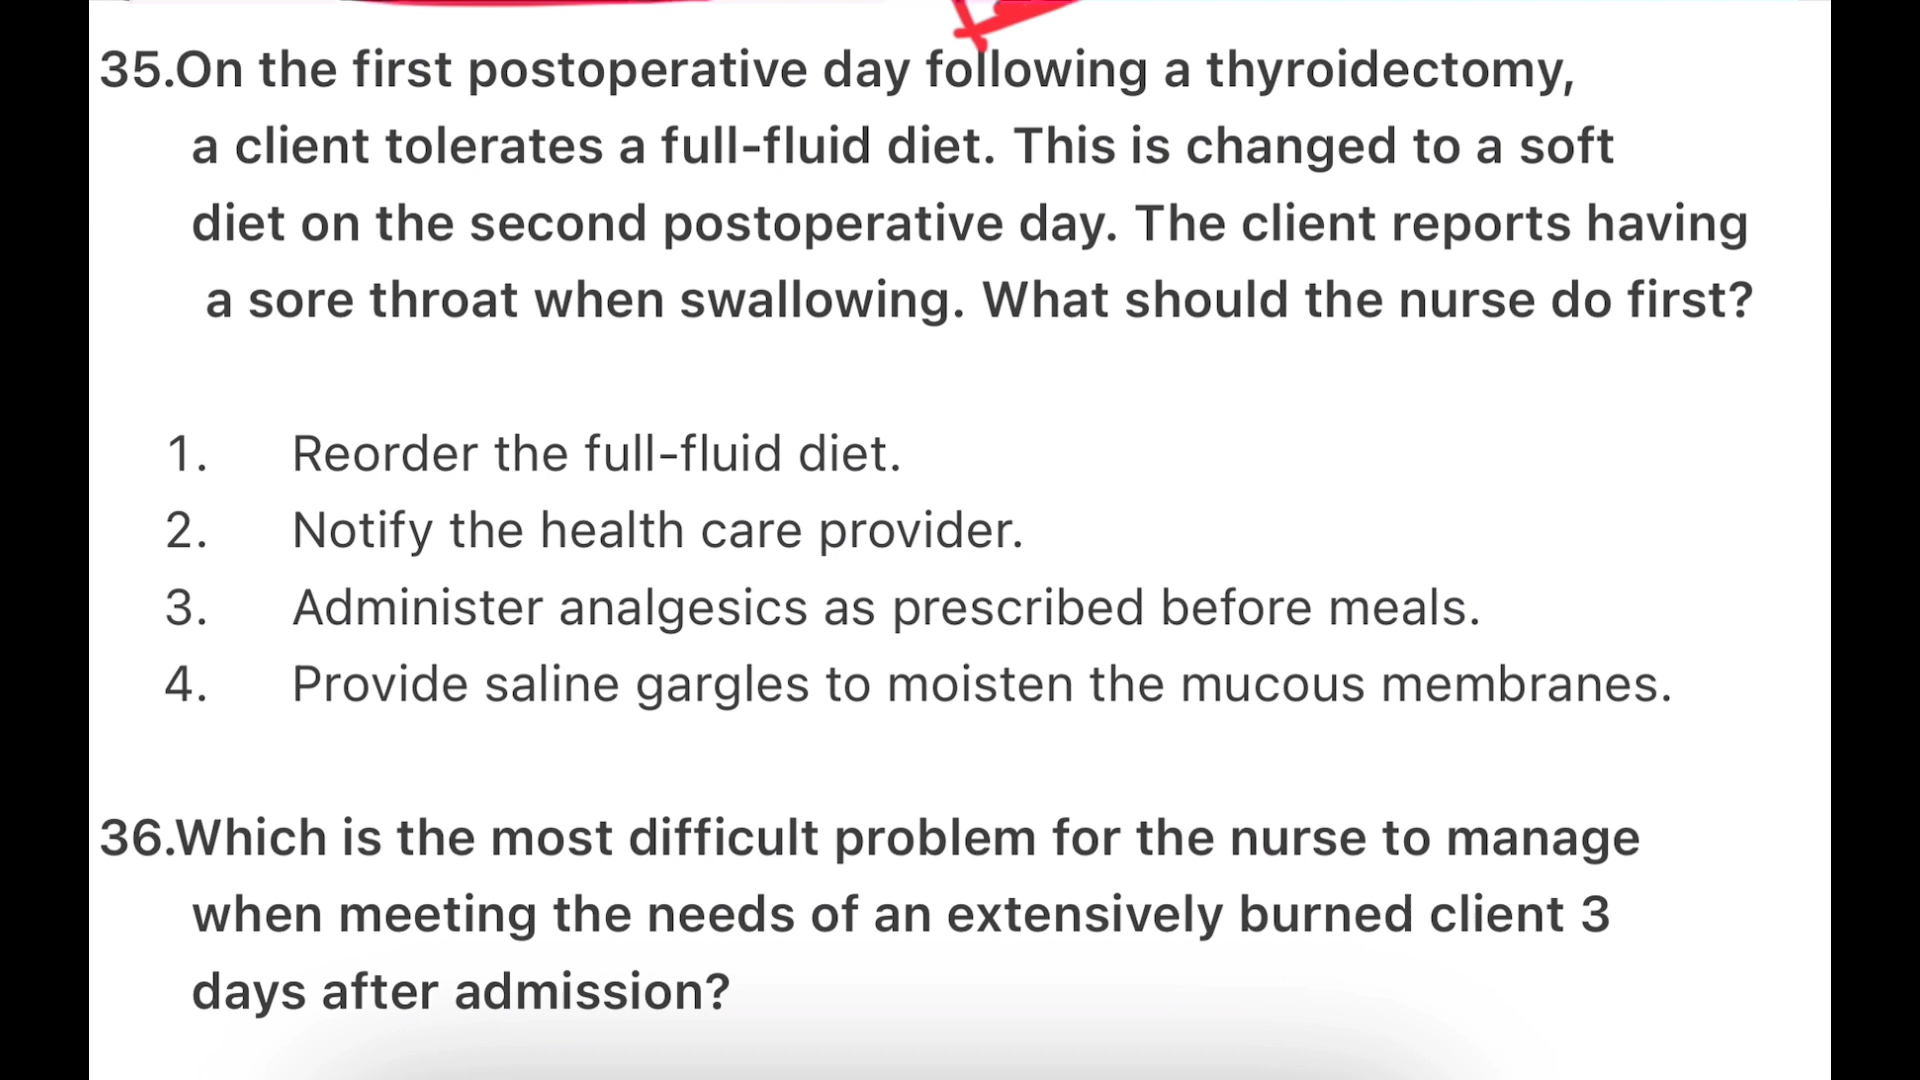 35.On the first postoperative day following a thyroidectomy,
a client tolerates a full-fluid diet. This is changed to a soft
diet on the second postoperative day. The client reports having
a sore throat when swallowing. What should the nurse do first?
1. Reorder the full-fluid diet.
2. Notify the health care provider.
3. Administer analgesics as prescribed before meals.
4. Provide saline gargles to moisten the mucous membranes.
36.Which is the most difficult problem for the nurse to manage
when meeting the needs of an extensively burned client 3
days after admission?